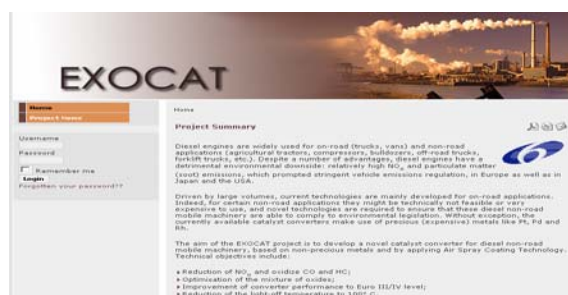 EXOCAT
Home
Project News
Username
Password
Remember me
Login
Forgotten your password??
Home
Project Summary
Diesel engines are widely used for on-road (trucks, vans) and non-road
applications (agricultural tractors, compressors, bulldozers, off-road trucks,
forklift trucks, etc.). Despite a number of advantages, diesel engines have a
detrimental environmental downside: relatively high NOx and particulate matter
(soot) emissions, which prompted stringent vehicle emissions regulation, in Europe as well as in
Japan and the USA.
Driven by large volumes, current technologies are mainly developed for on-road applications.
Indeed, for certain non-road applications they might be technically not feasible or very
expensive to use, and novel technologies are required to ensure that these diesel non-road
mobile machinery are able to comply to environmental legislation. Without exception, the
currently available catalyst converters make use of precious (expensive) metals like Pt, Pd and
Rh.
The aim of the EXOCAT project is to develop a novel catalyst converter for diesel non-road
mobile machinery, based on non-precious metals and by applying Air Spray Coating Technology.
Technical objectives include:
Reduction of NOx and oxidize CO and HC;
Optimisation of the mixture of oxides;
Improvement of converter performance to Euro III/IV level;
Reduction of the light-off temperature to 100° C